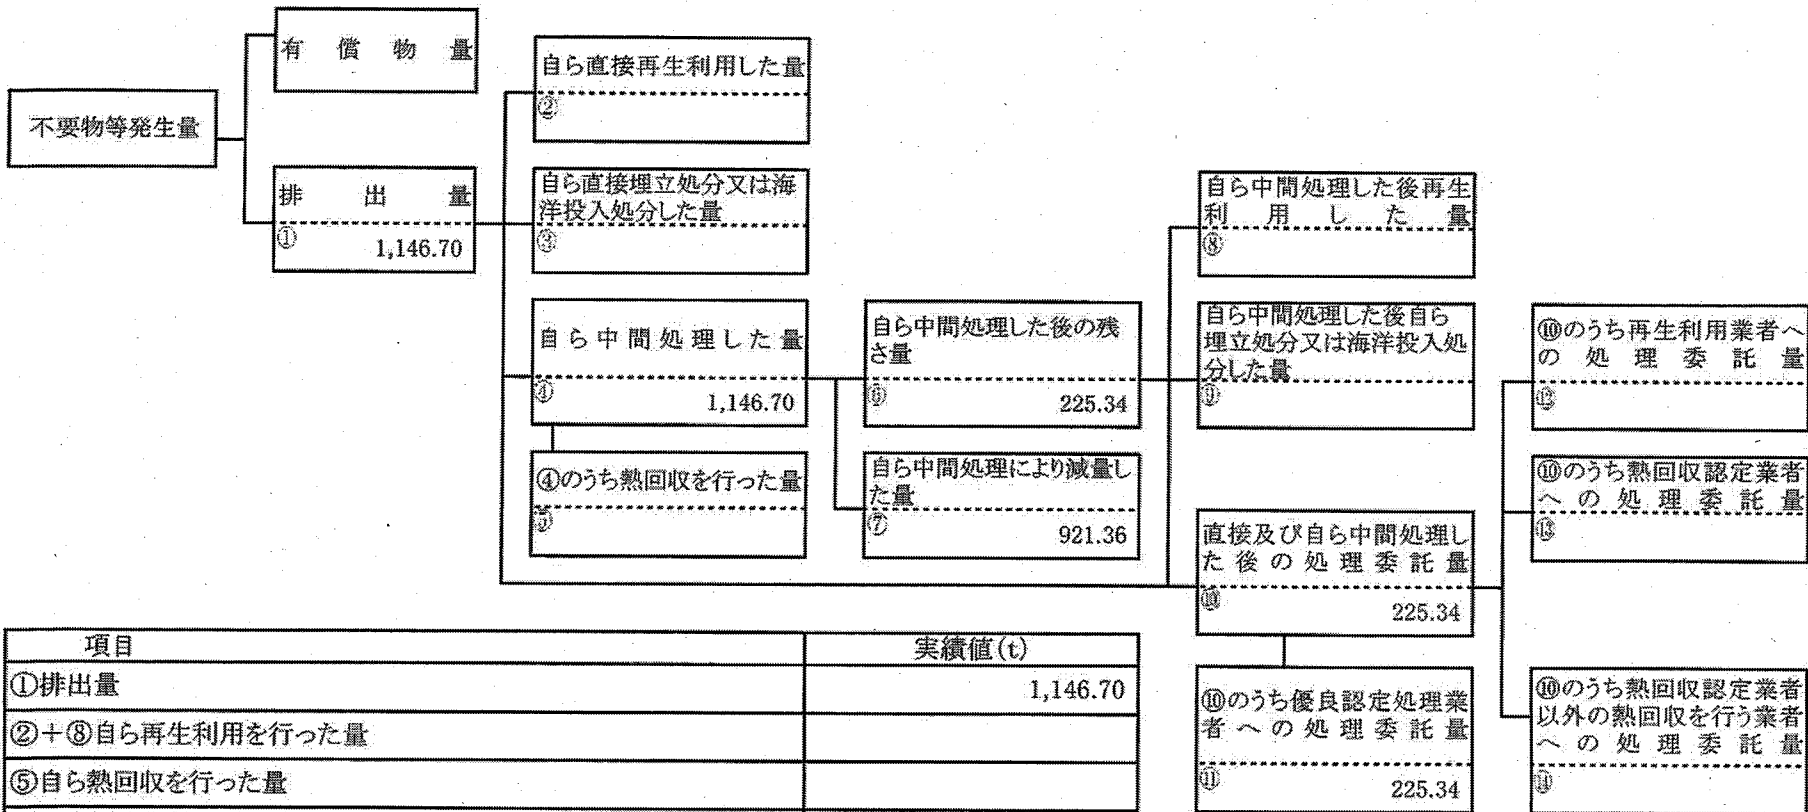 有償物量
不要物等発生量
排出量
①
1,146.70
自ら直接再生利用した量
②
自ら直接埋立処分又は海
洋投入処分した量
③
自ら中間処理した量
④
1,146.70
④のうち熱回収を行った量
⑤
自ら中間処理した後の残
さ量
⑥
225.34
自ら中間処理により減量し
た量
⑦
921.36
自ら中間処理した後再生
利用した量
⑧
自ら中間処理した後自ら
埋立処分又は海洋投入処
分した量
⑨
直接及び自ら中間処理し
た後の処理委託量
⑩
225.34
⑩のうち優良認定処理業
者への処理委託量
⑪
225.34
⑩のうち再生利用業者へ
の処理委託量
⑫
⑩のうち熱回収認定業者
への処理委託量
⑬
⑩のうち熱回収認定業者
以外の熱回収を行う業者
への処理委託量
⑭
項目 実績値(t)
①排出量 1,146.70
②+⑧自ら再生利用を行った量
⑤自ら熱回収を行った量